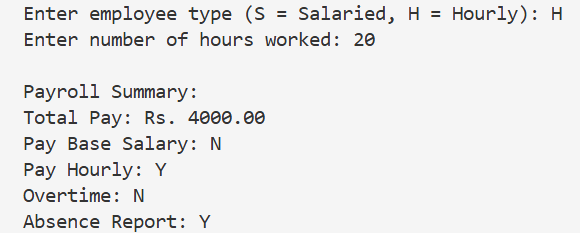 Enter employee type (S = Salaried, H = Hourly): H
Enter number of hours worked: 20
Payroll Summary:
Total Pay: Rs. 4000.00
Pay Base Salary: N
Pay Hourly: Y
Overtime: N
Absence Report: Y